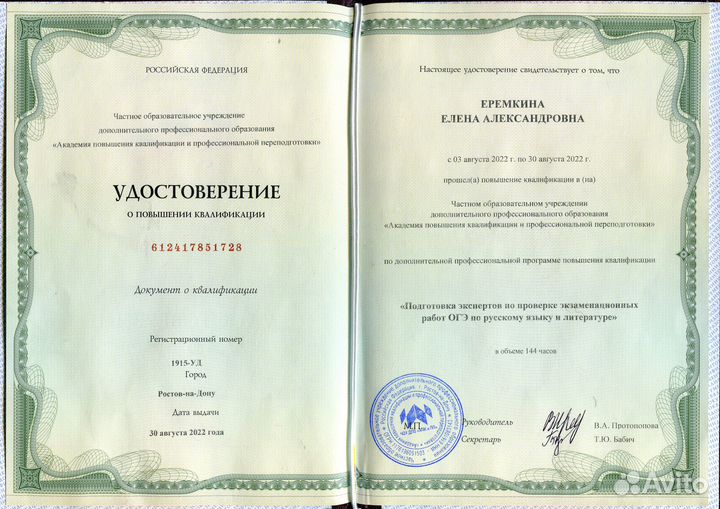 РОССИЙСКАЯ ФЕДЕРАЦИЯ
Частное образовательное учреждение
дополнительного профессионального образования
«Академия повышения квалификации и профессиональной переподготовки»
УДОСТОВЕРЕНИЕ
О ПОВЫШЕНИИ КВАЛИФИКАЦИИ
612417851728
Документ о квалификации
Регистрационный номер
1915-УД
Город
Ростов-на-Дону
Дата выдачи
30 августа 2022 года
Настоящее удостоверение свидетельствует о том, что
ЕРЕМКИНА
ЕЛЕНА АЛЕКСАНДРОВНА
с 03 августа 2022 г. по 30 августа 2022 г.
прошел(а) повышение квалификации в (на)
Частном образовательном учреждении
дополнительного профессионального образования
«Академия повышения квалификации и профессиональной переподготовки»
по дополнительной профессиональной программе повышения квалификации
«Подготовка экспертов по проверке экзаменационных
работ ОГЭ по русскому языку и литературе»
в объеме 144 часов
М.П.
Руководитель
В.А. Протопопова
Секретарь
Т.Ю. Бабич
Avito